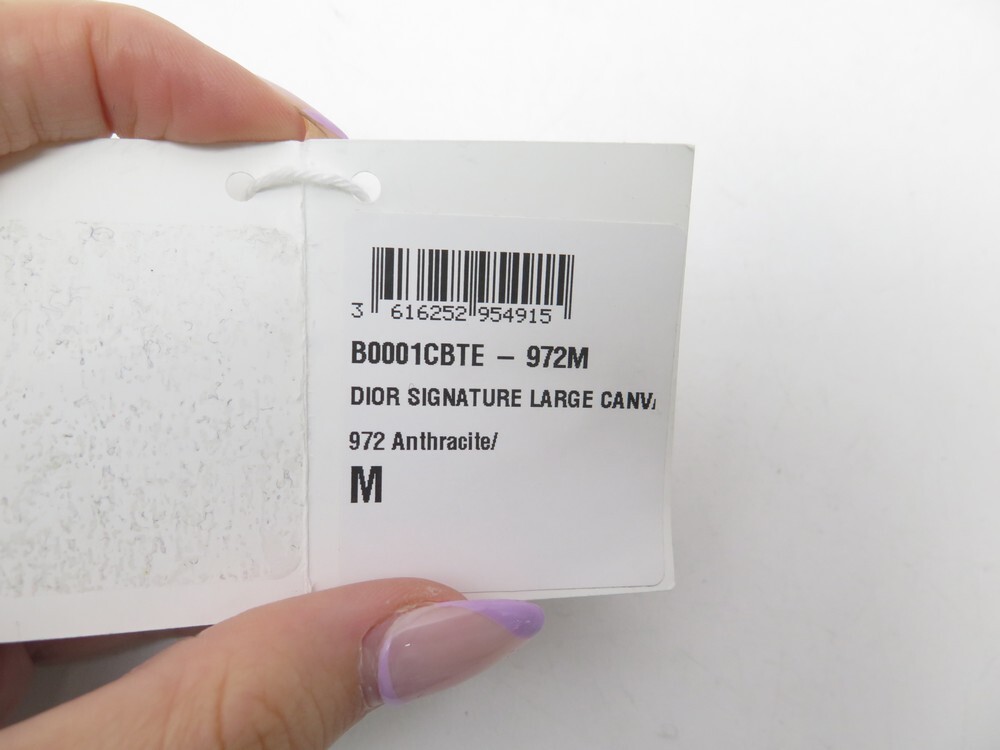 3 616252 954915
B0001CBTE – 972M
DIOR SIGNATURE LARGE CANV
972 Anthracite/
M